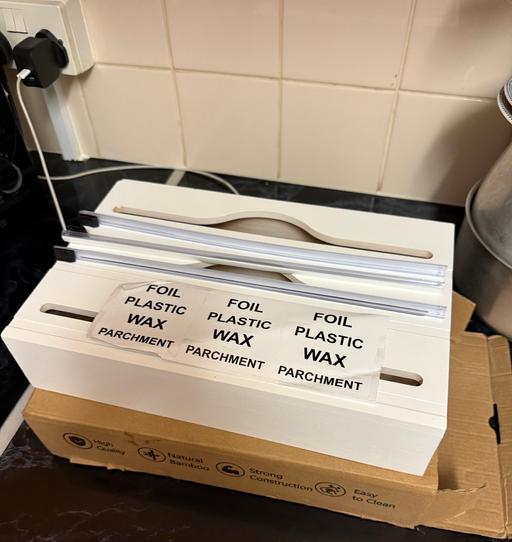 FOIL
PLASTIC
WAX
PARCHMENT
FOIL
PLASTIC
WAX
PARCHMENT
FOIL
PLASTIC
WAX
PARCHMENT
High
Quality
Natural
Bamboo
Strong
Construction
Easy
to Clean